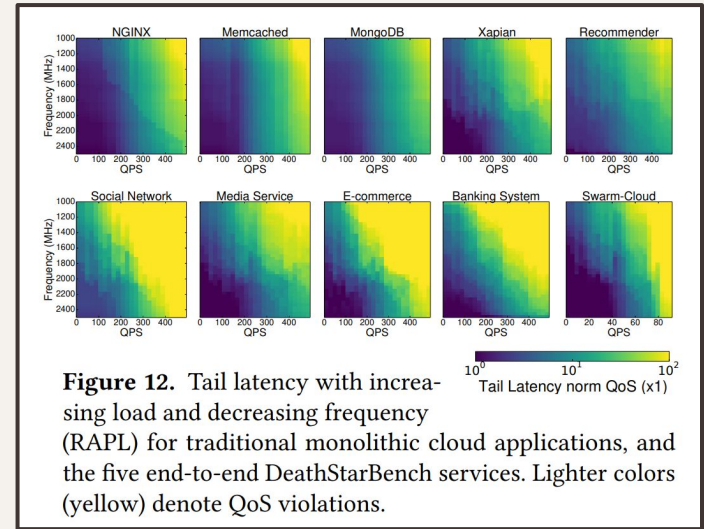 NGINX Memcached MongoDB Xapian Recommender
Frequency (MHz)
1000
1200
1400
1600
1800
2000
2200
2400
0 100 200 300 400 0 100 200 300 400 0 100 200 300 400 0 100 200 300 400 0 100 200 300 400
QPS QPS QPS QPS QPS
Social Network Media Service E-commerce Banking System Swarm-Cloud
Frequency (MHz)
1000
1200
1400
1600
1800
2000
2200
2400
0 100 200 300 400 0 100 200 300 400 0 100 200 300 400 0 100 200 300 400 0 20 40 60 80
QPS QPS QPS QPS QPS
10⁰ 10¹ 10²
Tail Latency norm QoS (x1)
Figure 12. Tail latency with increa-
sing load and decreasing frequency
(RAPL) for traditional monolithic cloud applications, and
the five end-to-end DeathStarBench services. Lighter colors
(yellow) denote QoS violations.